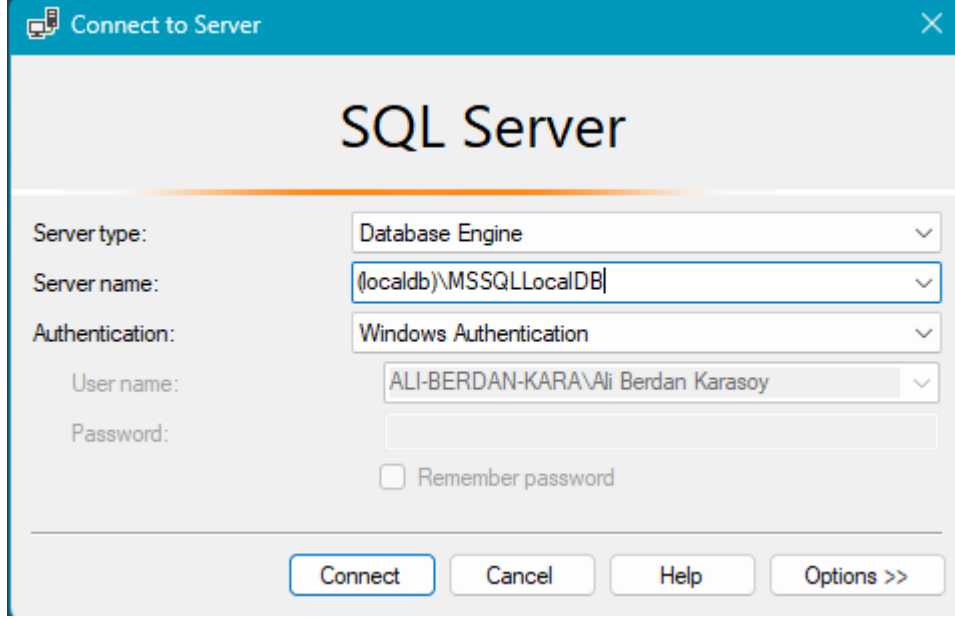 Connect to Server
SQL Server
Server type: Database Engine
Server name: (localdb)\MSSQLLocalDB
Authentication: Windows Authentication
User name: ALI-BERDAN-KARA\Ali Berdan Karasoy
Password:
Remember password
Connect Cancel Help Options >>